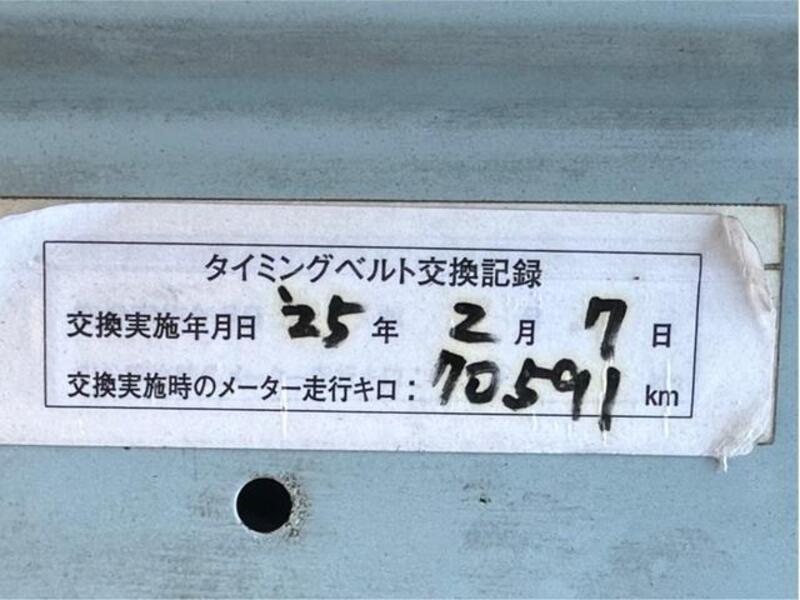 タイミングベルト交換記録
交換実施年月日 '25 年 2 月 7 日
交換実施時のメーター走行キロ：70591 km